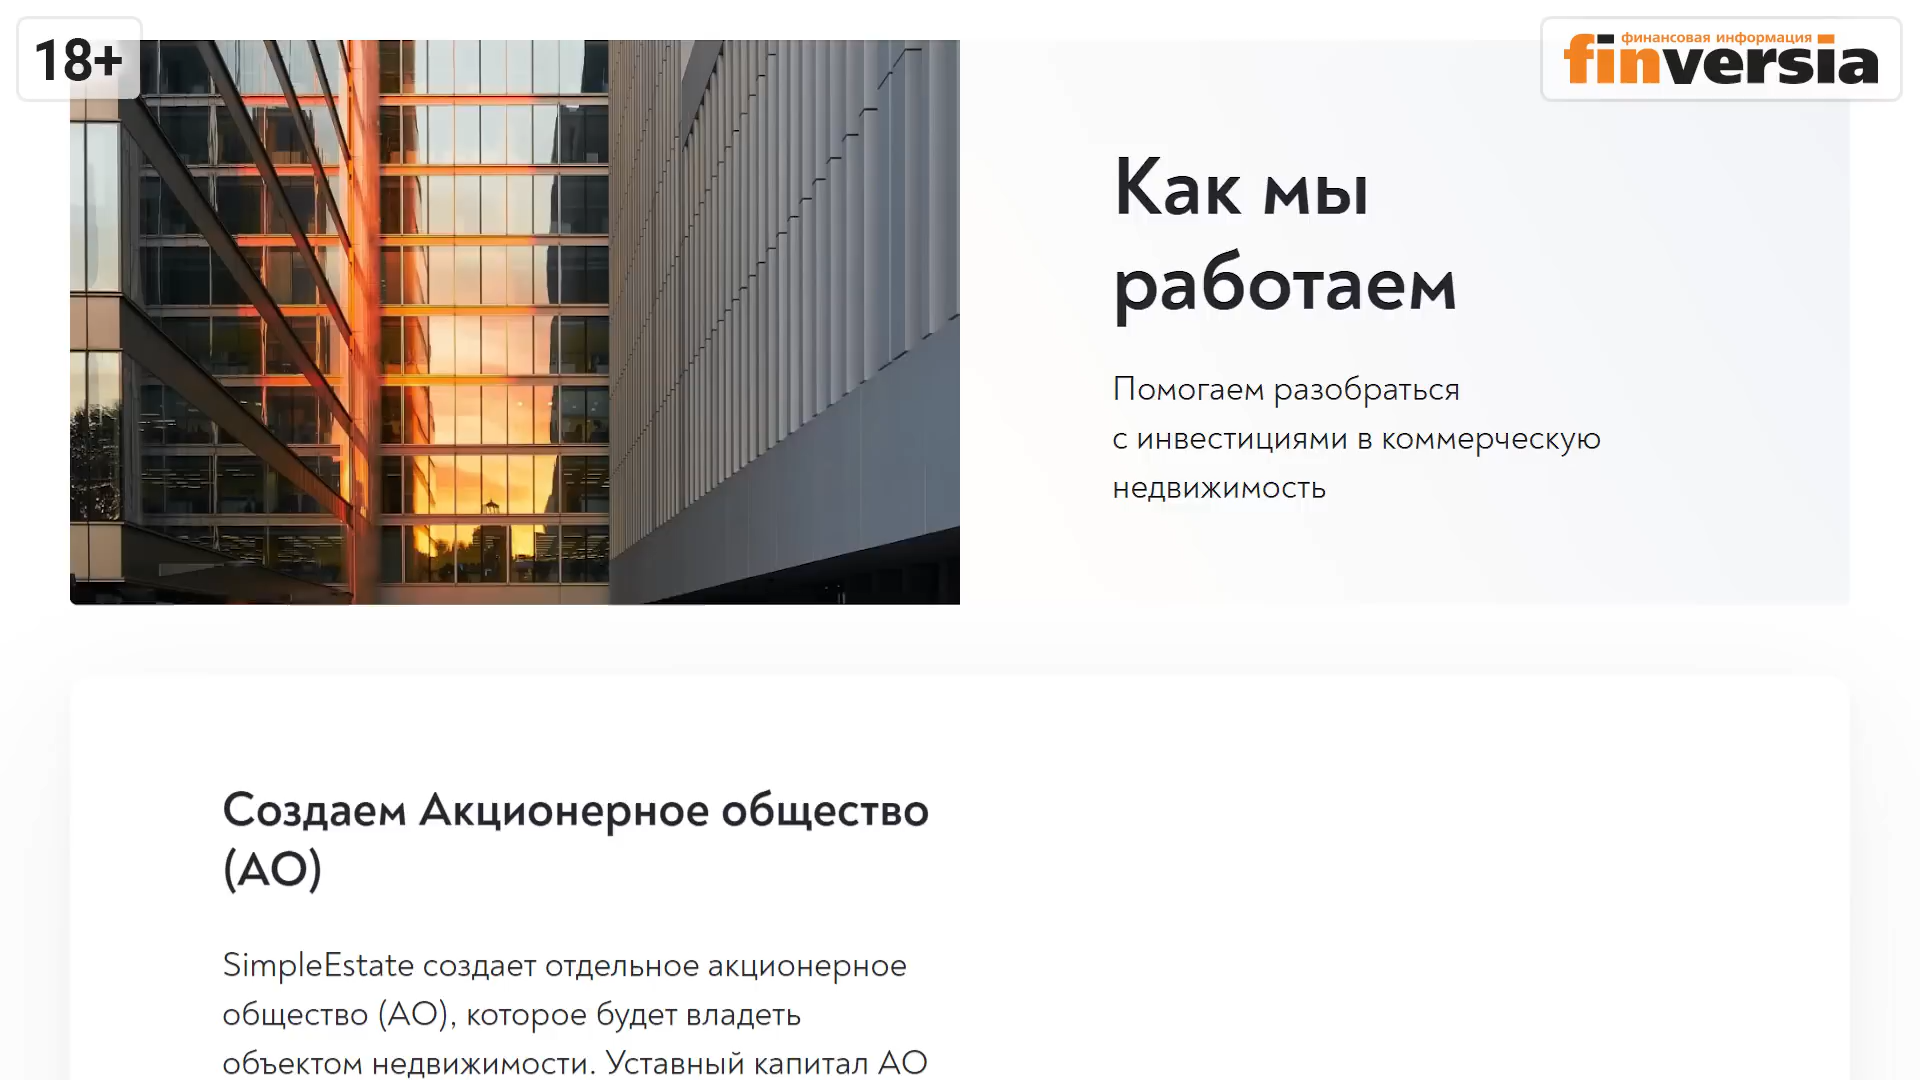 18+
финансовая информация
finversia
Как мы
работаем
Помогаем разобраться
с инвестициями в коммерческую
недвижимость
Создаем Акционерное общество
(АО)
SimpleEstate создает отдельное акционерное
общество (АО), которое будет владеть
объектом недвижимости. Уставный капитал АО